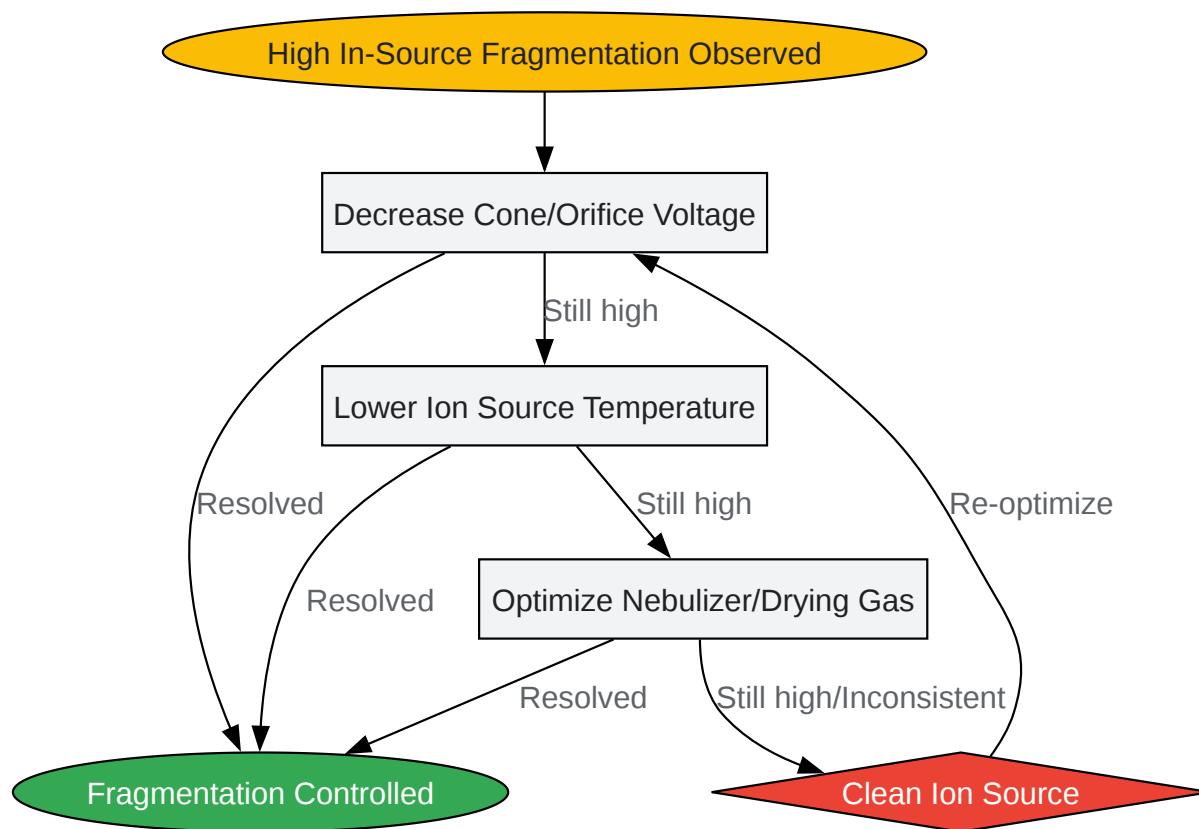 High In-Source Fragmentation Observed
Decrease Cone/Orifice Voltage
Still high
Lower Ion Source Temperature
Resolved
Still high
Re-optimize
Resolved
Optimize Nebulizer/Drying Gas
Resolved
Still high/Inconsistent
Fragmentation Controlled
Clean Ion Source